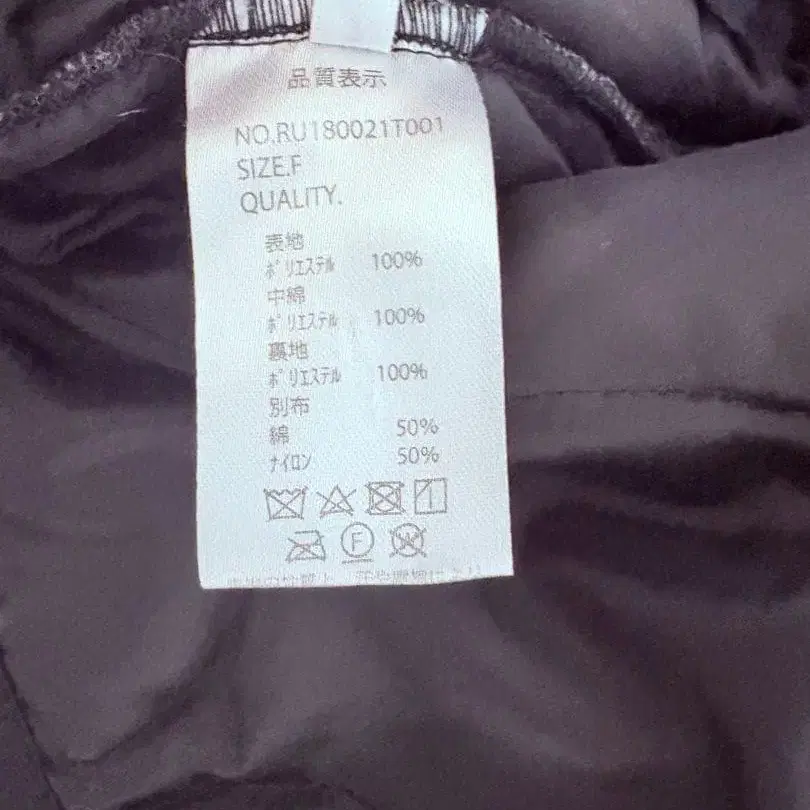 品質表示
NO.RU180021T001
SIZE.F
QUALITY.
表地
ﾎﾟﾘｴｽﾃﾙ 100%
中綿
ﾎﾟﾘｴｽﾃﾙ 100%
裏地
ﾎﾟﾘｴｽﾃﾙ 100%
別布
綿 50%
ﾅｲﾛﾝ 50%
F
W